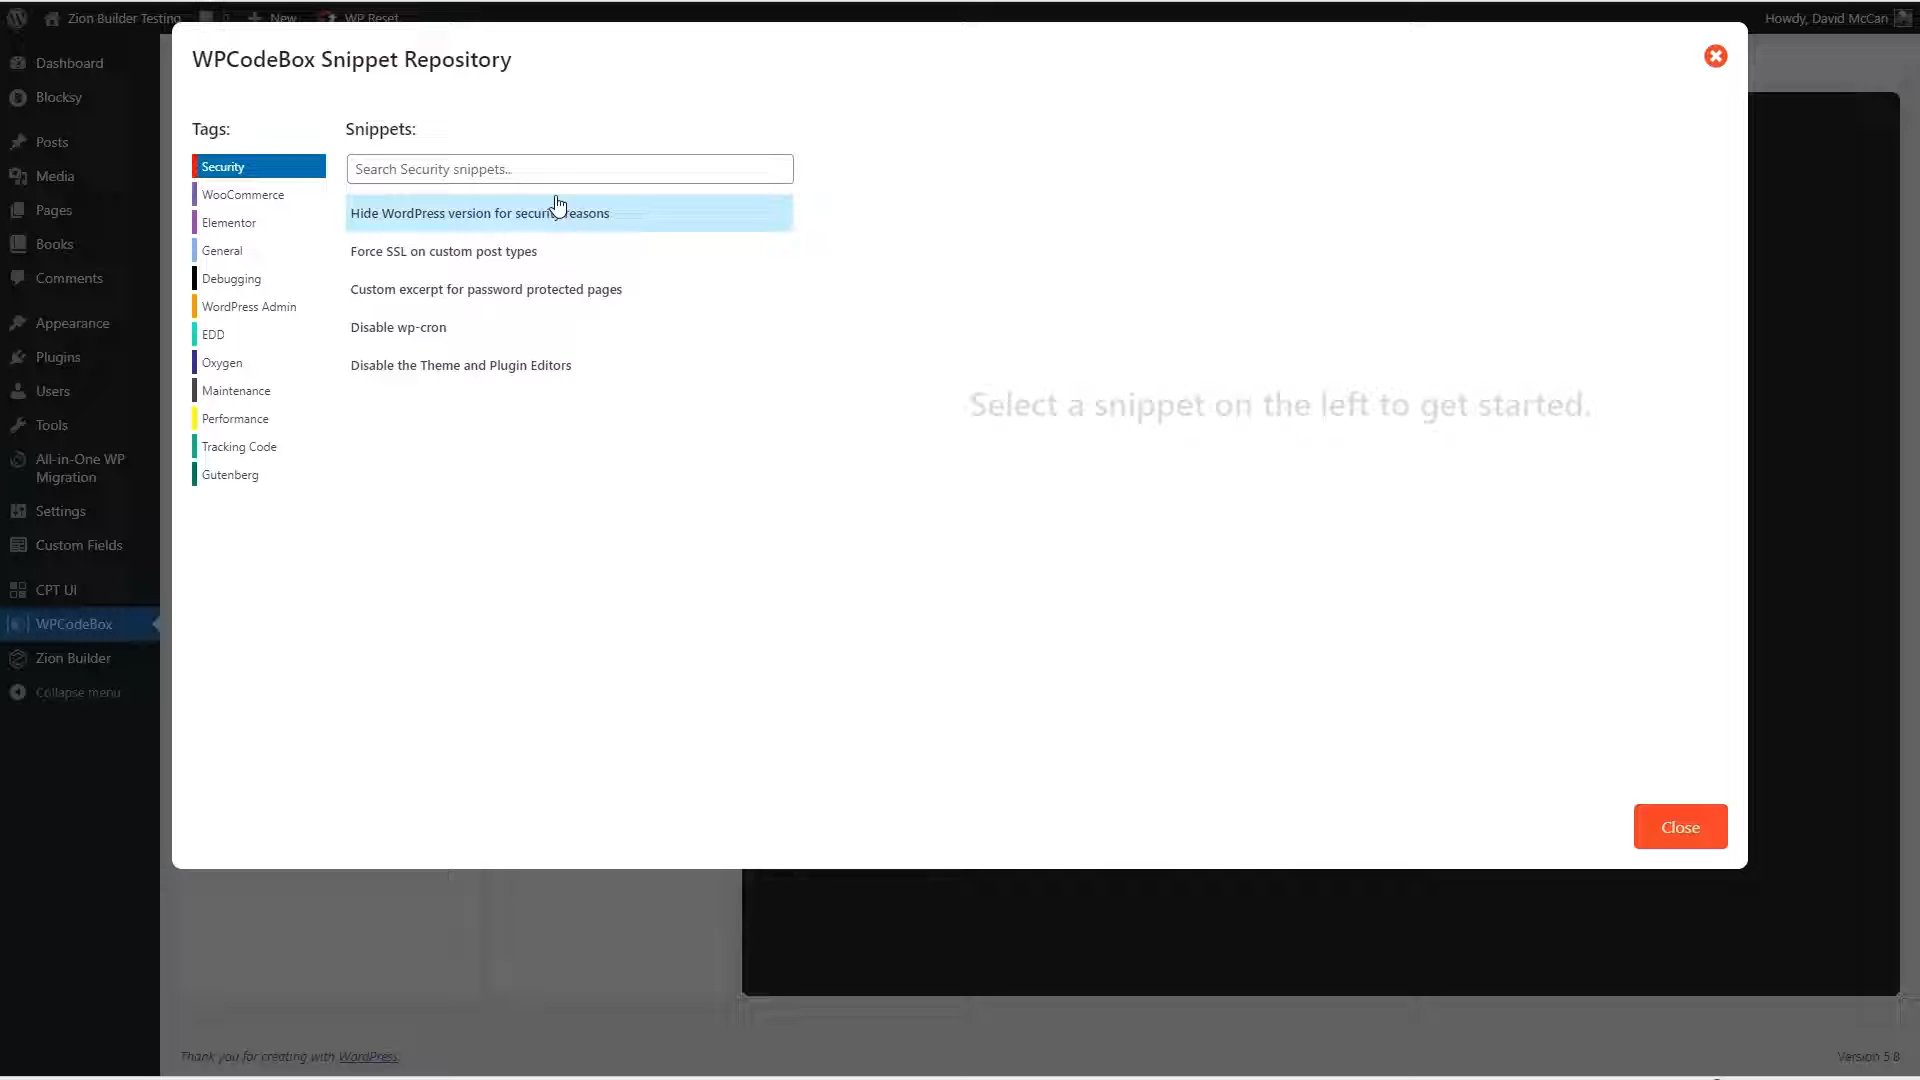 Zion Builder Testing
New
WP Reset
Howdy, David McCan
WPCodeBox Snippet Repository
Dashboard
Blocksy
Posts
Media
Pages
Books
Comments
Appearance
Plugins
Users
Tools
All-in-One WP
Migration
Settings
Custom Fields
CPT UI
WPCodeBox
Zion Builder
Collapse menu
Tags:
Security
WooCommerce
Elementor
General
Debugging
WordPress Admin
EDD
Oxygen
Maintenance
Performance
Tracking Code
Gutenberg
Snippets:
Search Security snippets..
Hide WordPress version for security reasons
Force SSL on custom post types
Custom excerpt for password protected pages
Disable wp-cron
Disable the Theme and Plugin Editors
Select a snippet on the left to get started.
Close
Thank you for creating with WordPress.
Version 5.8